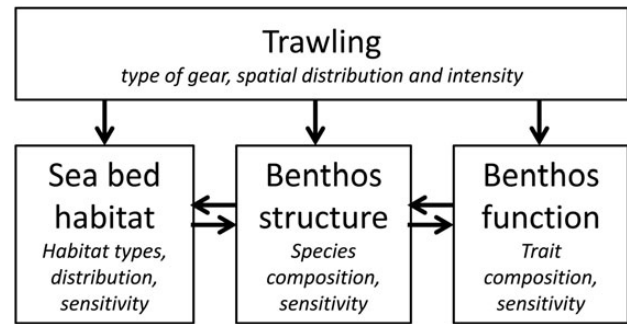 Trawling
type of gear, spatial distribution and intensity
Sea bed
habitat
Habitat types,
distribution,
sensitivity
Benthos
structure
Species
composition,
sensitivity
Benthos
function
Trait
composition,
sensitivity